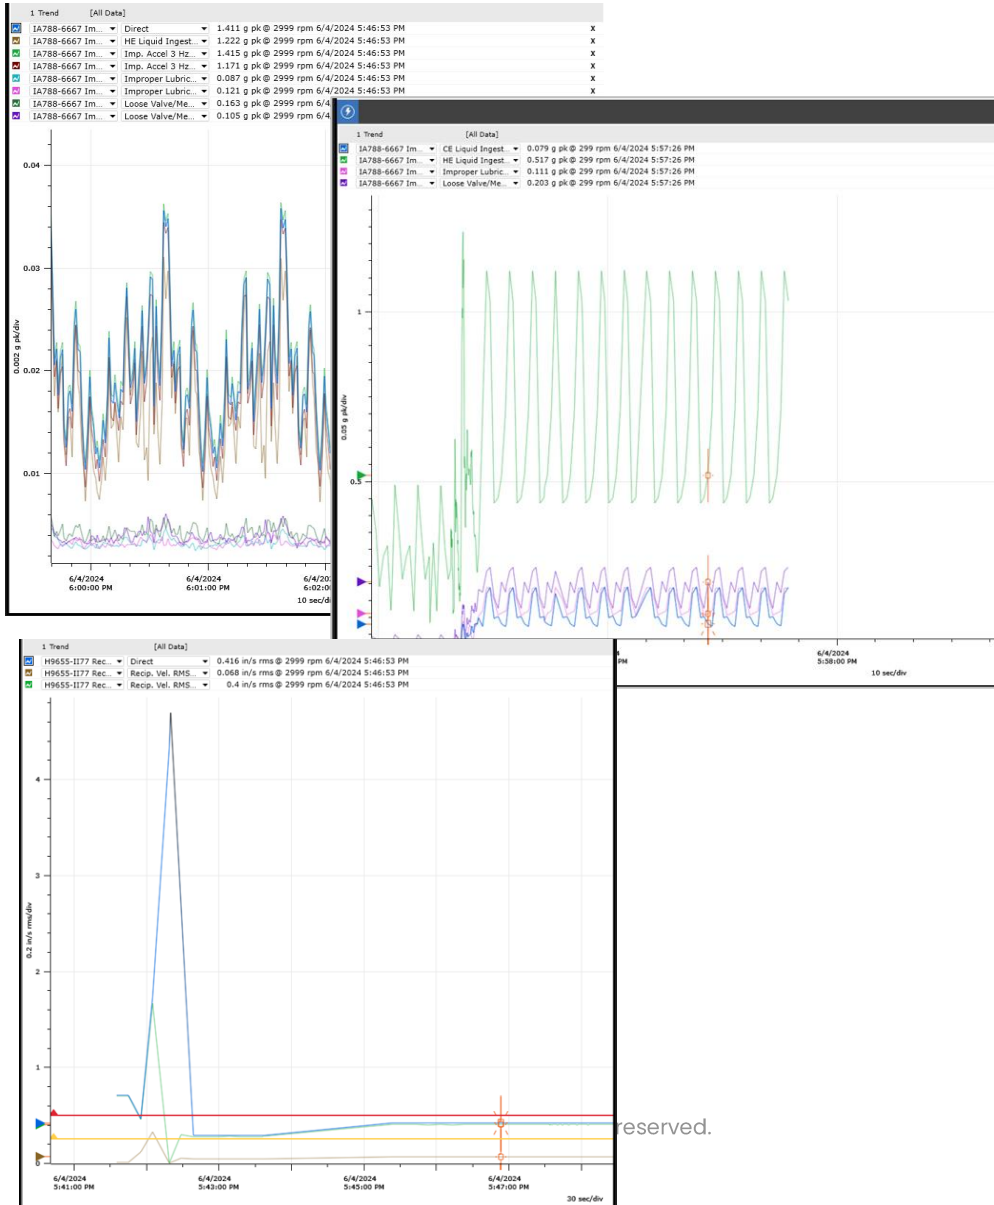 1 Trend [All Data]
IA788-6667 Im... Direct 1.411 g pk @ 2999 rpm 6/4/2024 5:46:53 PM X
IA788-6667 Im... HE Liquid Ingest... 1.222 g pk @ 2999 rpm 6/4/2024 5:46:53 PM X
IA788-6667 Im... Imp. Accel 3 Hz... 1.415 g pk @ 2999 rpm 6/4/2024 5:46:53 PM X
IA788-6667 Im... Imp. Accel 3 Hz... 1.171 g pk @ 2999 rpm 6/4/2024 5:46:53 PM X
IA788-6667 Im... Improper Lubric... 0.087 g pk @ 2999 rpm 6/4/2024 5:46:53 PM X
IA788-6667 Im... Improper Lubric... 0.121 g pk @ 2999 rpm 6/4/2024 5:46:53 PM X
IA788-6667 Im... Loose Valve/Me... 0.163 g pk @ 2999 rpm 6/4
IA788-6667 Im... Loose Valve/Me... 0.105 g pk @ 2999 rpm 6/4
0.04
0.03
0.02
0.01
0.002 g pk/div
6/4/2024 6/4/2024 6/4/202
6:00:00 PM 6:01:00 PM 6:02:0
10 sec/di
1 Trend [All Data]
IA788-6667 Im... CE Liquid Ingest... 0.079 g pk @ 299 rpm 6/4/2024 5:57:26 PM
IA788-6667 Im... HE Liquid Ingest... 0.517 g pk @ 299 rpm 6/4/2024 5:57:26 PM
IA788-6667 Im... Improper Lubric... 0.111 g pk @ 299 rpm 6/4/2024 5:57:26 PM
IA788-6667 Im... Loose Valve/Me... 0.203 g pk @ 299 rpm 6/4/2024 5:57:26 PM
1
0.5
0.05 g pk/div
4 6/4/2024
PM 5:58:00 PM
10 sec/div
1 Trend [All Data]
H9655-II77 Rec... Direct 0.416 in/s rms @ 2999 rpm 6/4/2024 5:46:53 PM
H9655-II77 Rec... Recip. Vel. RMS... 0.068 in/s rms @ 2999 rpm 6/4/2024 5:46:53 PM
H9655-II77 Rec... Recip. Vel. RMS... 0.4 in/s rms @ 2999 rpm 6/4/2024 5:46:53 PM
4
3
2
1
0
0.2 in/s rms/div
6/4/2024 6/4/2024 6/4/2024 6/4/2024
5:41:00 PM 5:43:00 PM 5:45:00 PM 5:47:00 PM
30 sec/div
reserved.